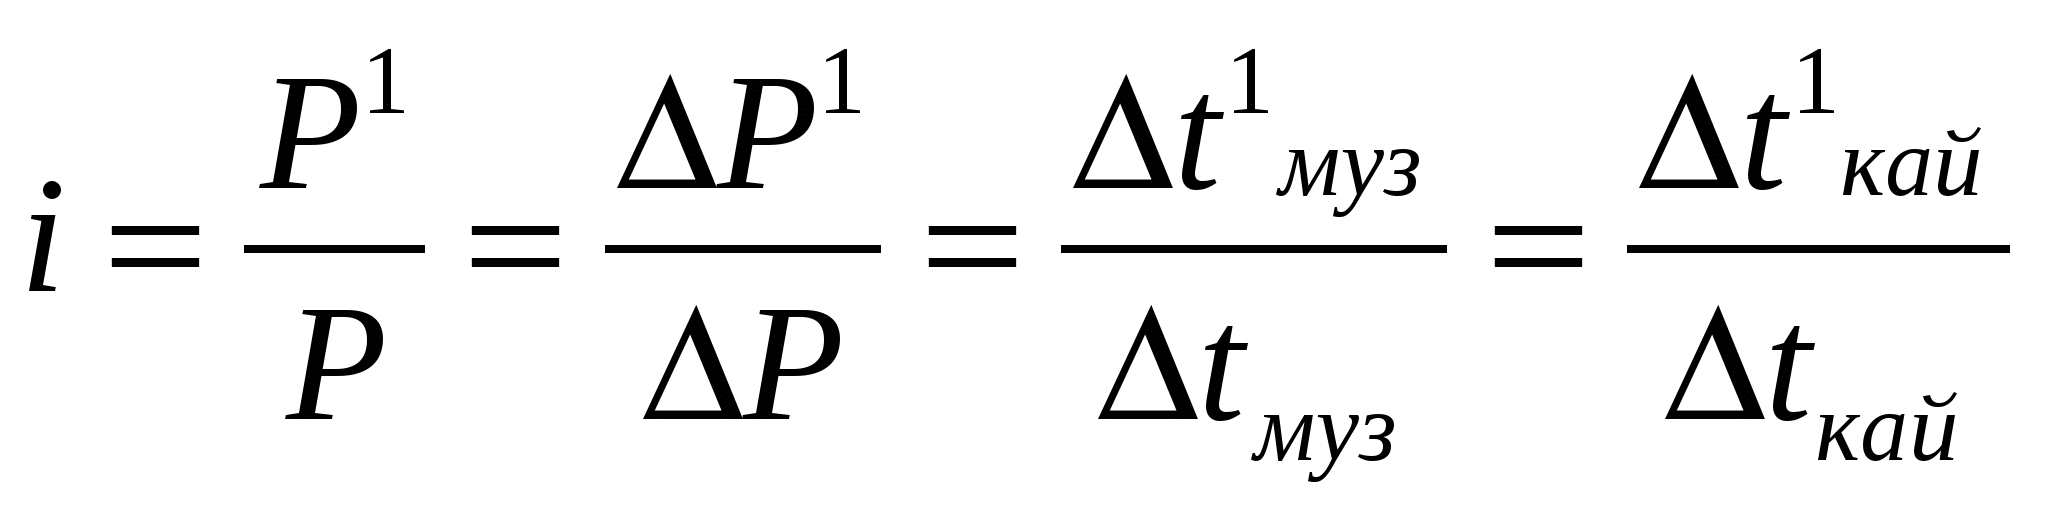 i = P¹/P = ΔP¹/ΔP = Δt¹муз/Δtмуз = Δt¹кай/Δtкай